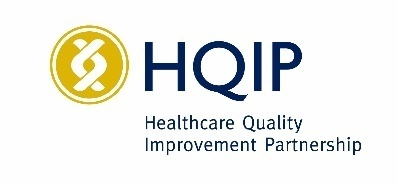 HQIP
Healthcare Quality
Improvement Partnership